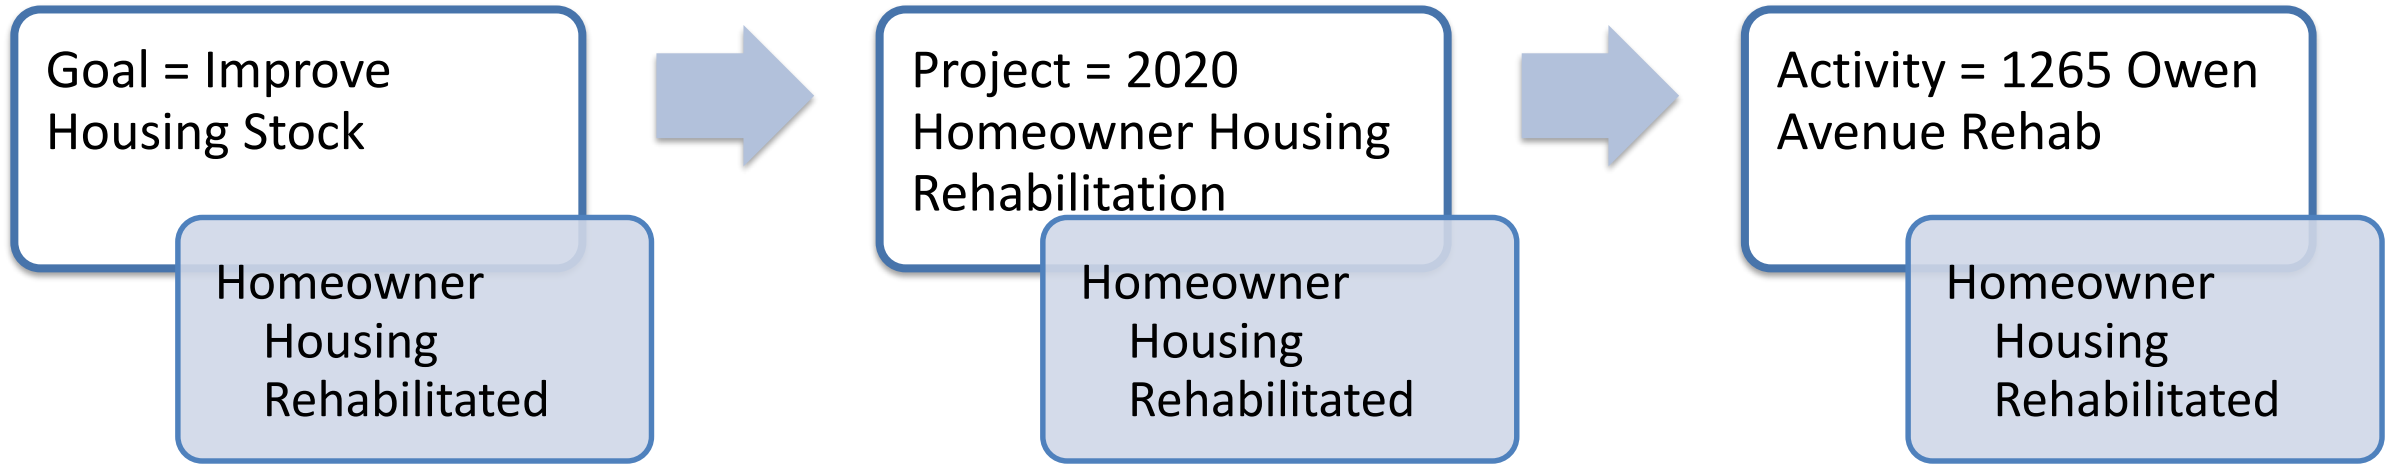 Goal = Improve
Housing Stock
Homeowner
Housing
Rehabilitated
Project = 2020
Homeowner Housing
Rehabilitation
Homeowner
Housing
Rehabilitated
Activity = 1265 Owen
Avenue Rehab
Homeowner
Housing
Rehabilitated